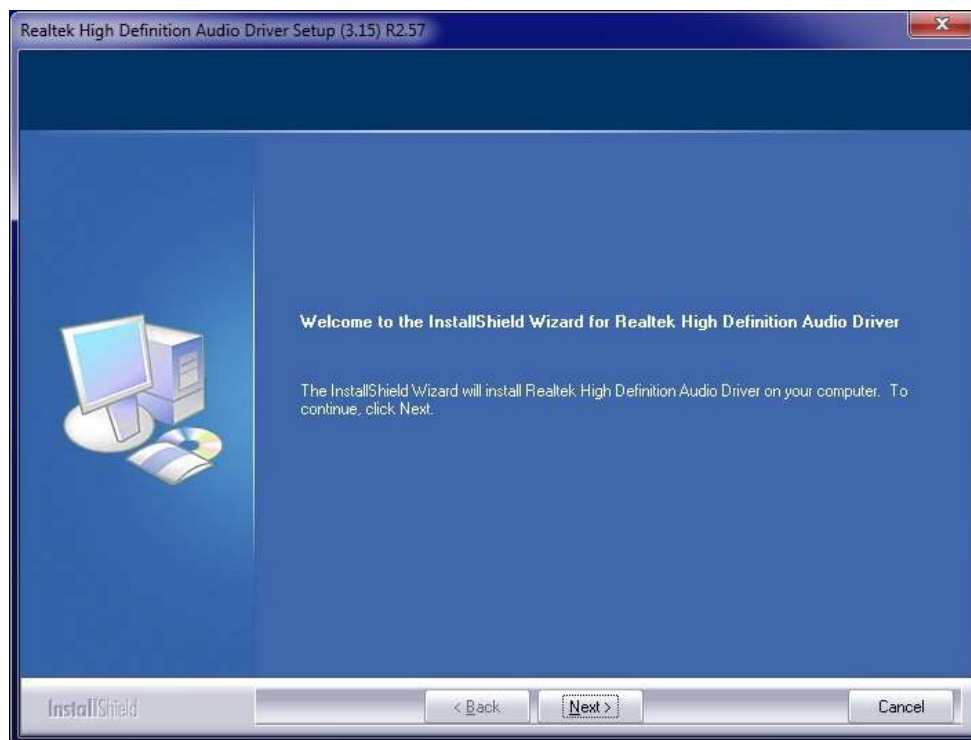 Realtek High Definition Audio Driver Setup (3.15) R2.57
Welcome to the InstallShield Wizard for Realtek High Definition Audio Driver
The InstallShield Wizard will install Realtek High Definition Audio Driver on your computer. To
continue, click Next.
InstallShield
< Back
Next >
Cancel